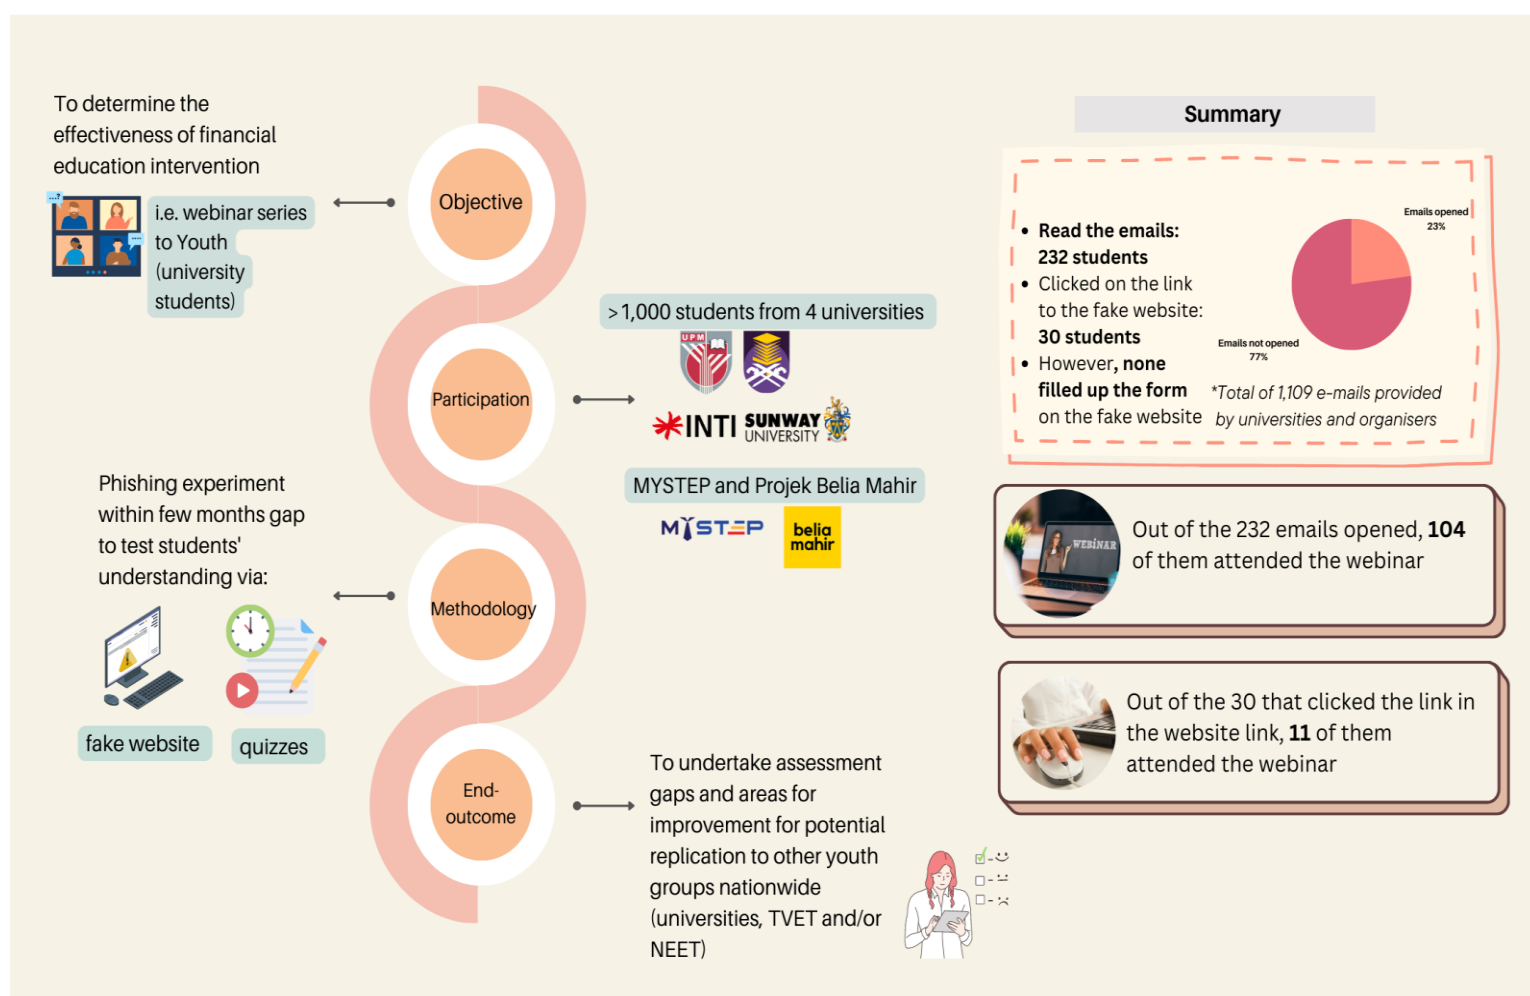 To determine the
effectiveness of financial
education intervention
i.e. webinar series
to Youth
(university
students)
Objective
>1,000 students from 4 universities
UPM
INTI
SUNWAY
UNIVERSITY
Participation
MYSTEP and Projek Belia Mahir
MYSTEP
belia
mahir
Phishing experiment
within few months gap
to test students'
understanding via:
fake website
quizzes
Methodology
End-
outcome
To undertake assessment
gaps and areas for
improvement for potential
replication to other youth
groups nationwide
(universities, TVET and/or
NEET)
Summary
• Read the emails:
232 students
• Clicked on the link
to the fake website:
30 students
• However, none
filled up the form
on the fake website
Emails opened
23%
Emails not opened
77%
*Total of 1,109 e-mails provided
by universities and organisers
WEBINAR
Out of the 232 emails opened, 104
of them attended the webinar
Out of the 30 that clicked the link in
the website link, 11 of them
attended the webinar